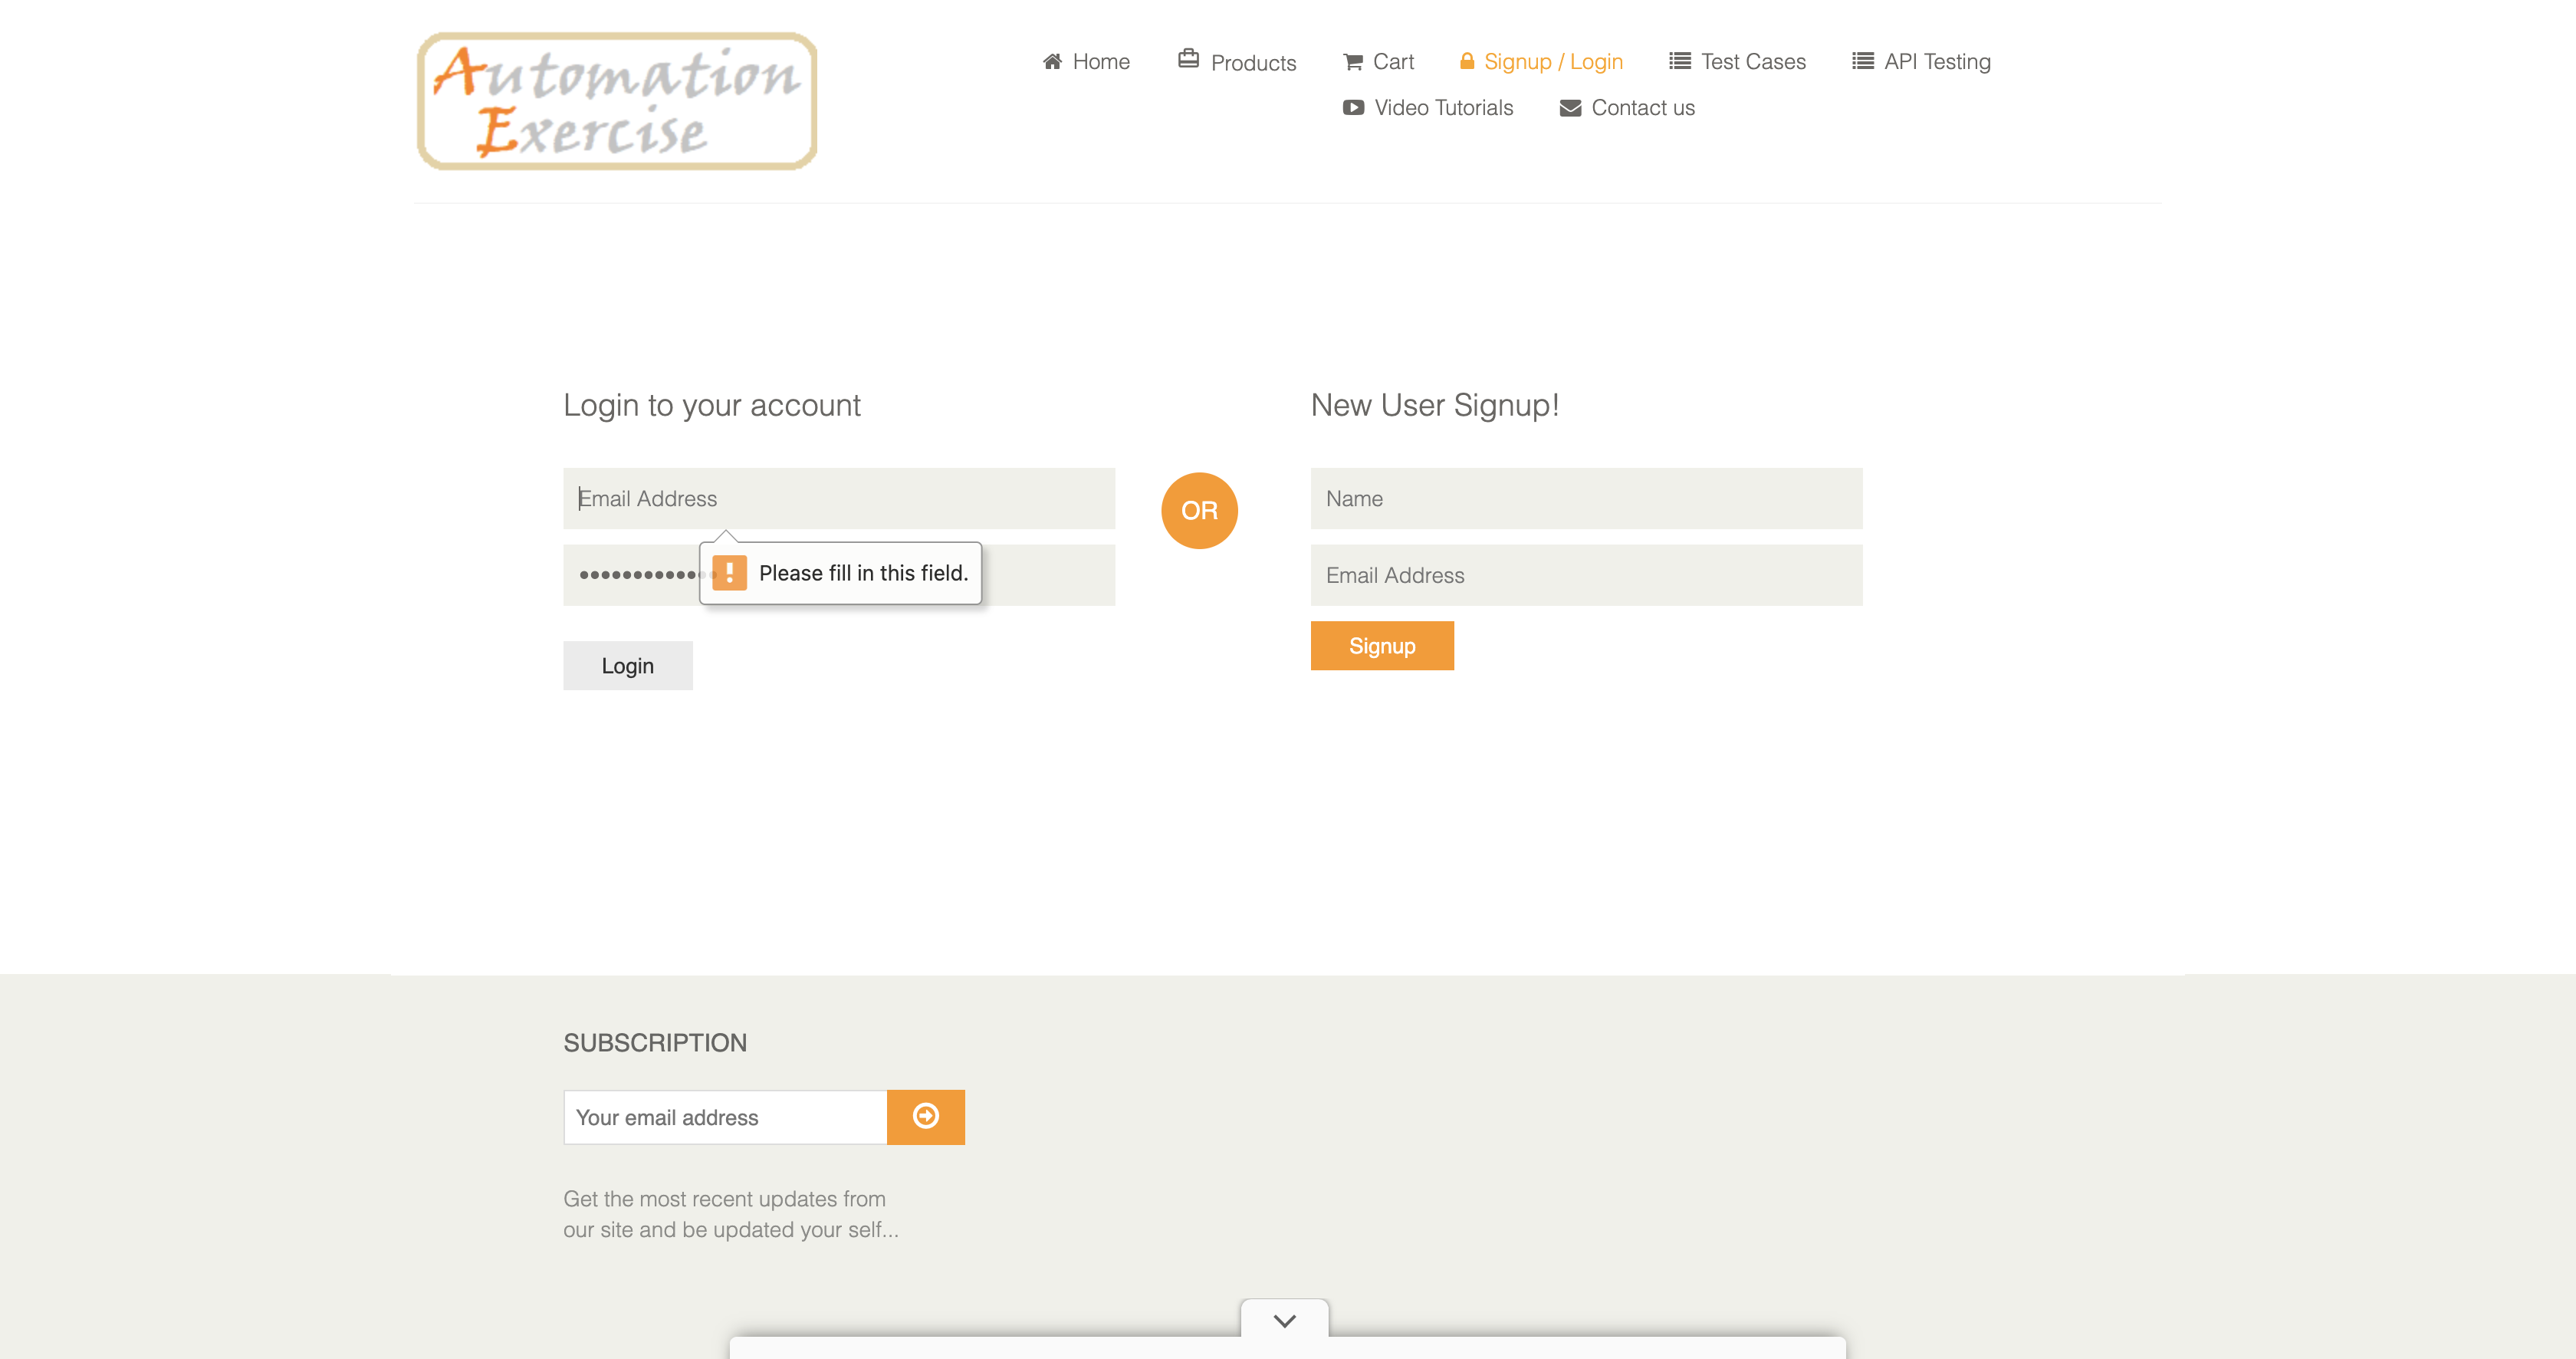 Automation
Exercise
Home Products Cart Signup / Login Test Cases API Testing
Video Tutorials Contact us
Login to your account
New User Signup!
Email Address
OR
Name
Please fill in this field.
Email Address
Login
Signup
SUBSCRIPTION
Your email address
Get the most recent updates from
our site and be updated your self...